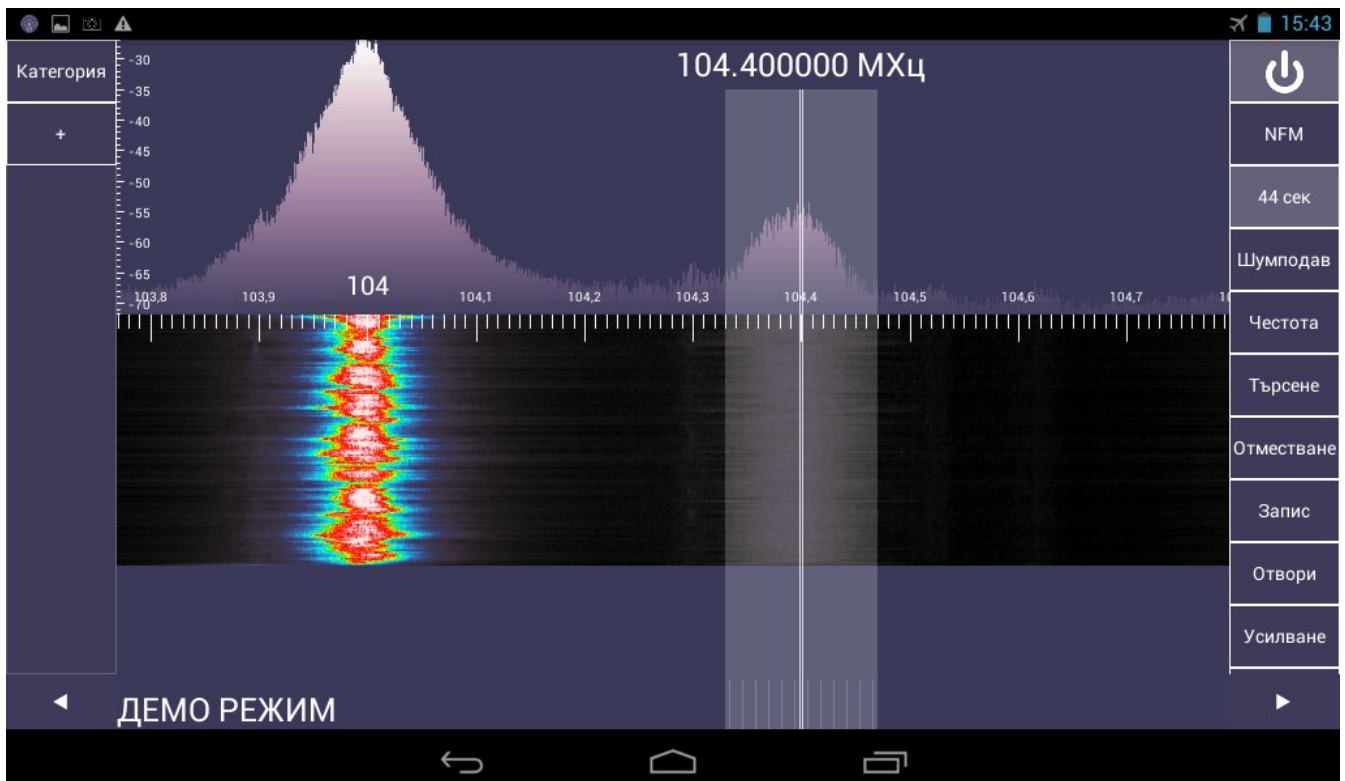 15:43
Категория
+
104.400000 МХц
-30
-35
-40
-45
-50
-55
-60
-65
-70
103,8
103,9
104
104,1
104,2
104,3
104,4
104,5
104,6
104,7
10
NFM
44 сек
Шумподав
Честота
Търсене
Отместване
Запис
Отвори
Усилване
ДЕМО РЕЖИМ